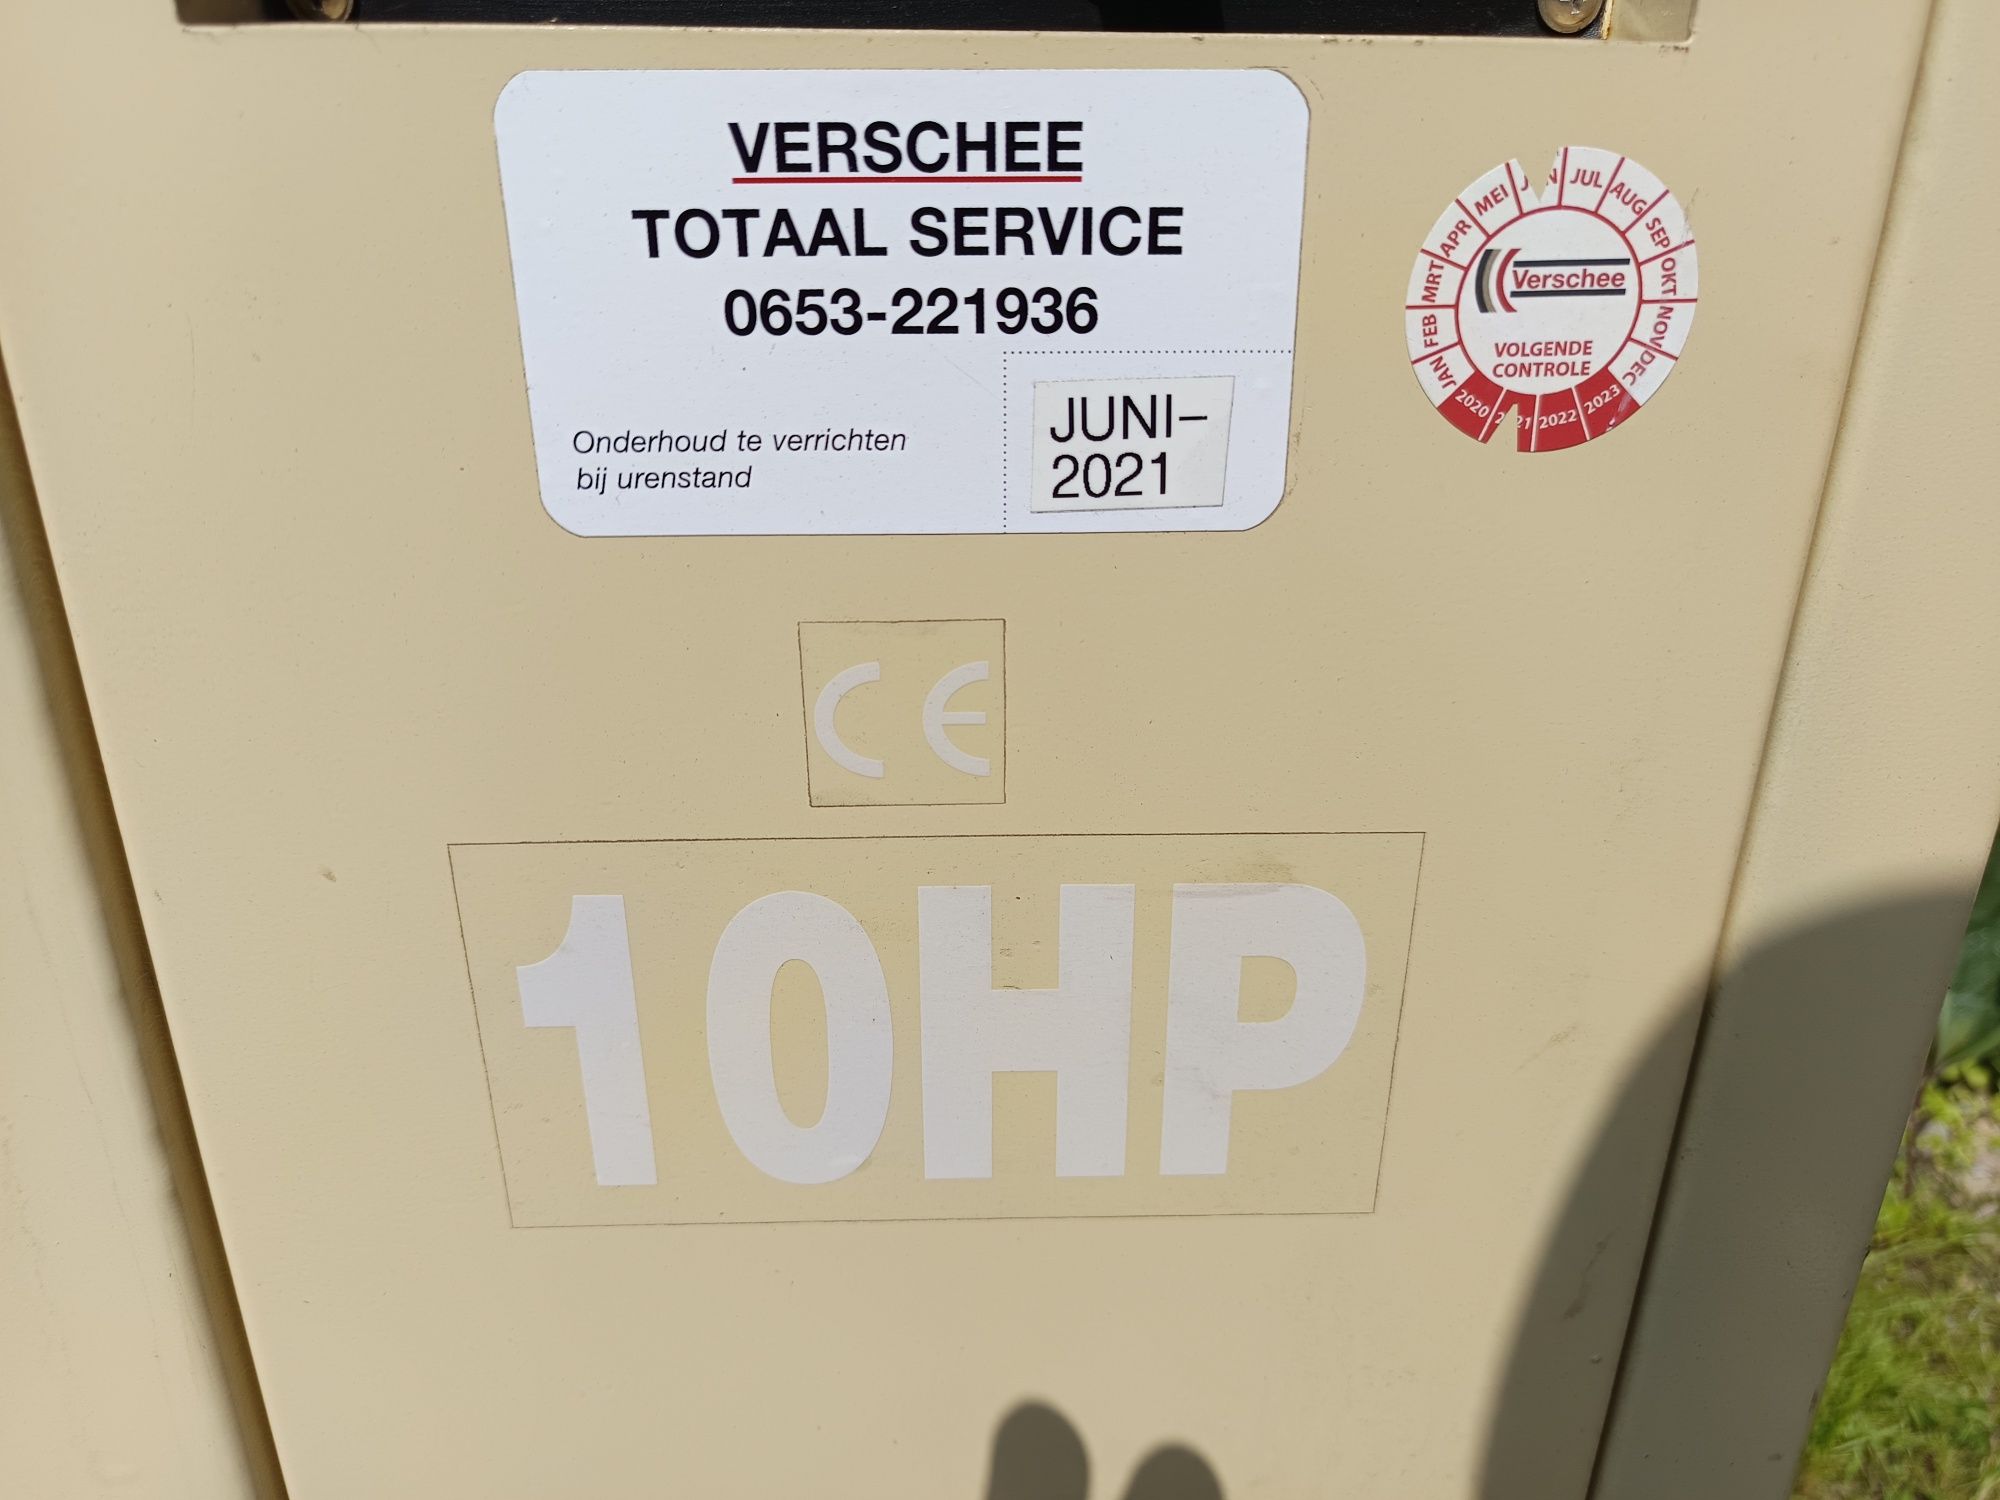 VERSCHEE
TOTAAL SERVICE
0653-221936
Onderhoud te verrichten
bij urenstand
JUNI–
2021
JAN FEB MRT APR MEI JUL AUG SEP OKT NOV DEC
Verschee
VOLGENDE
CONTROLE
2020 2022 2023
CE
10HP